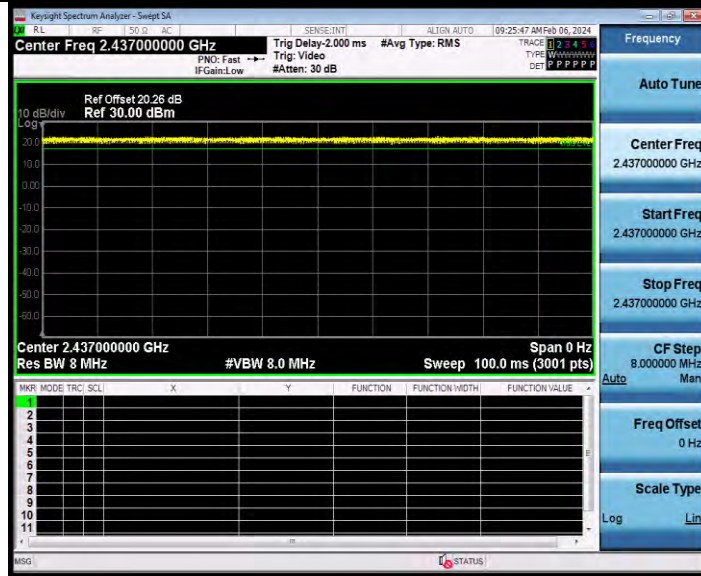 Keysight Spectrum Analyzer - Swept SA
RL RF 50 Ω AC SENSE:INT ALIGN AUTO 09:25:47 AM Feb 06, 2024
Center Freq 2.437000000 GHz
PNO: Fast
IFGain:Low
Trig Delay-2.000 ms
Trig: Video
#Atten: 30 dB
#Avg Type: RMS
TRACE 1 2 3 4 5 6
TYPE WWWWWW
DET P P P P P P
Ref Offset 20.26 dB
10 dB/div Ref 30.00 dBm
Log
20.0
10.0
0.00
-10.0
-20.0
-30.0
-40.0
-50.0
-60.0
Center 2.437000000 GHz Span 0 Hz
Res BW 8 MHz #VBW 8.0 MHz Sweep 100.0 ms (3001 pts)
MKR MODE TRC SCL X Y FUNCTION FUNCTION WIDTH FUNCTION VALUE
1
2
3
4
5
6
7
8
9
10
11
MSG STATUS
Frequency
Auto Tune
Center Freq
2.437000000 GHz
Start Freq
2.437000000 GHz
Stop Freq
2.437000000 GHz
CF Step
8.000000 MHz
Auto Man
Freq Offset
0 Hz
Scale Type
Log Lin